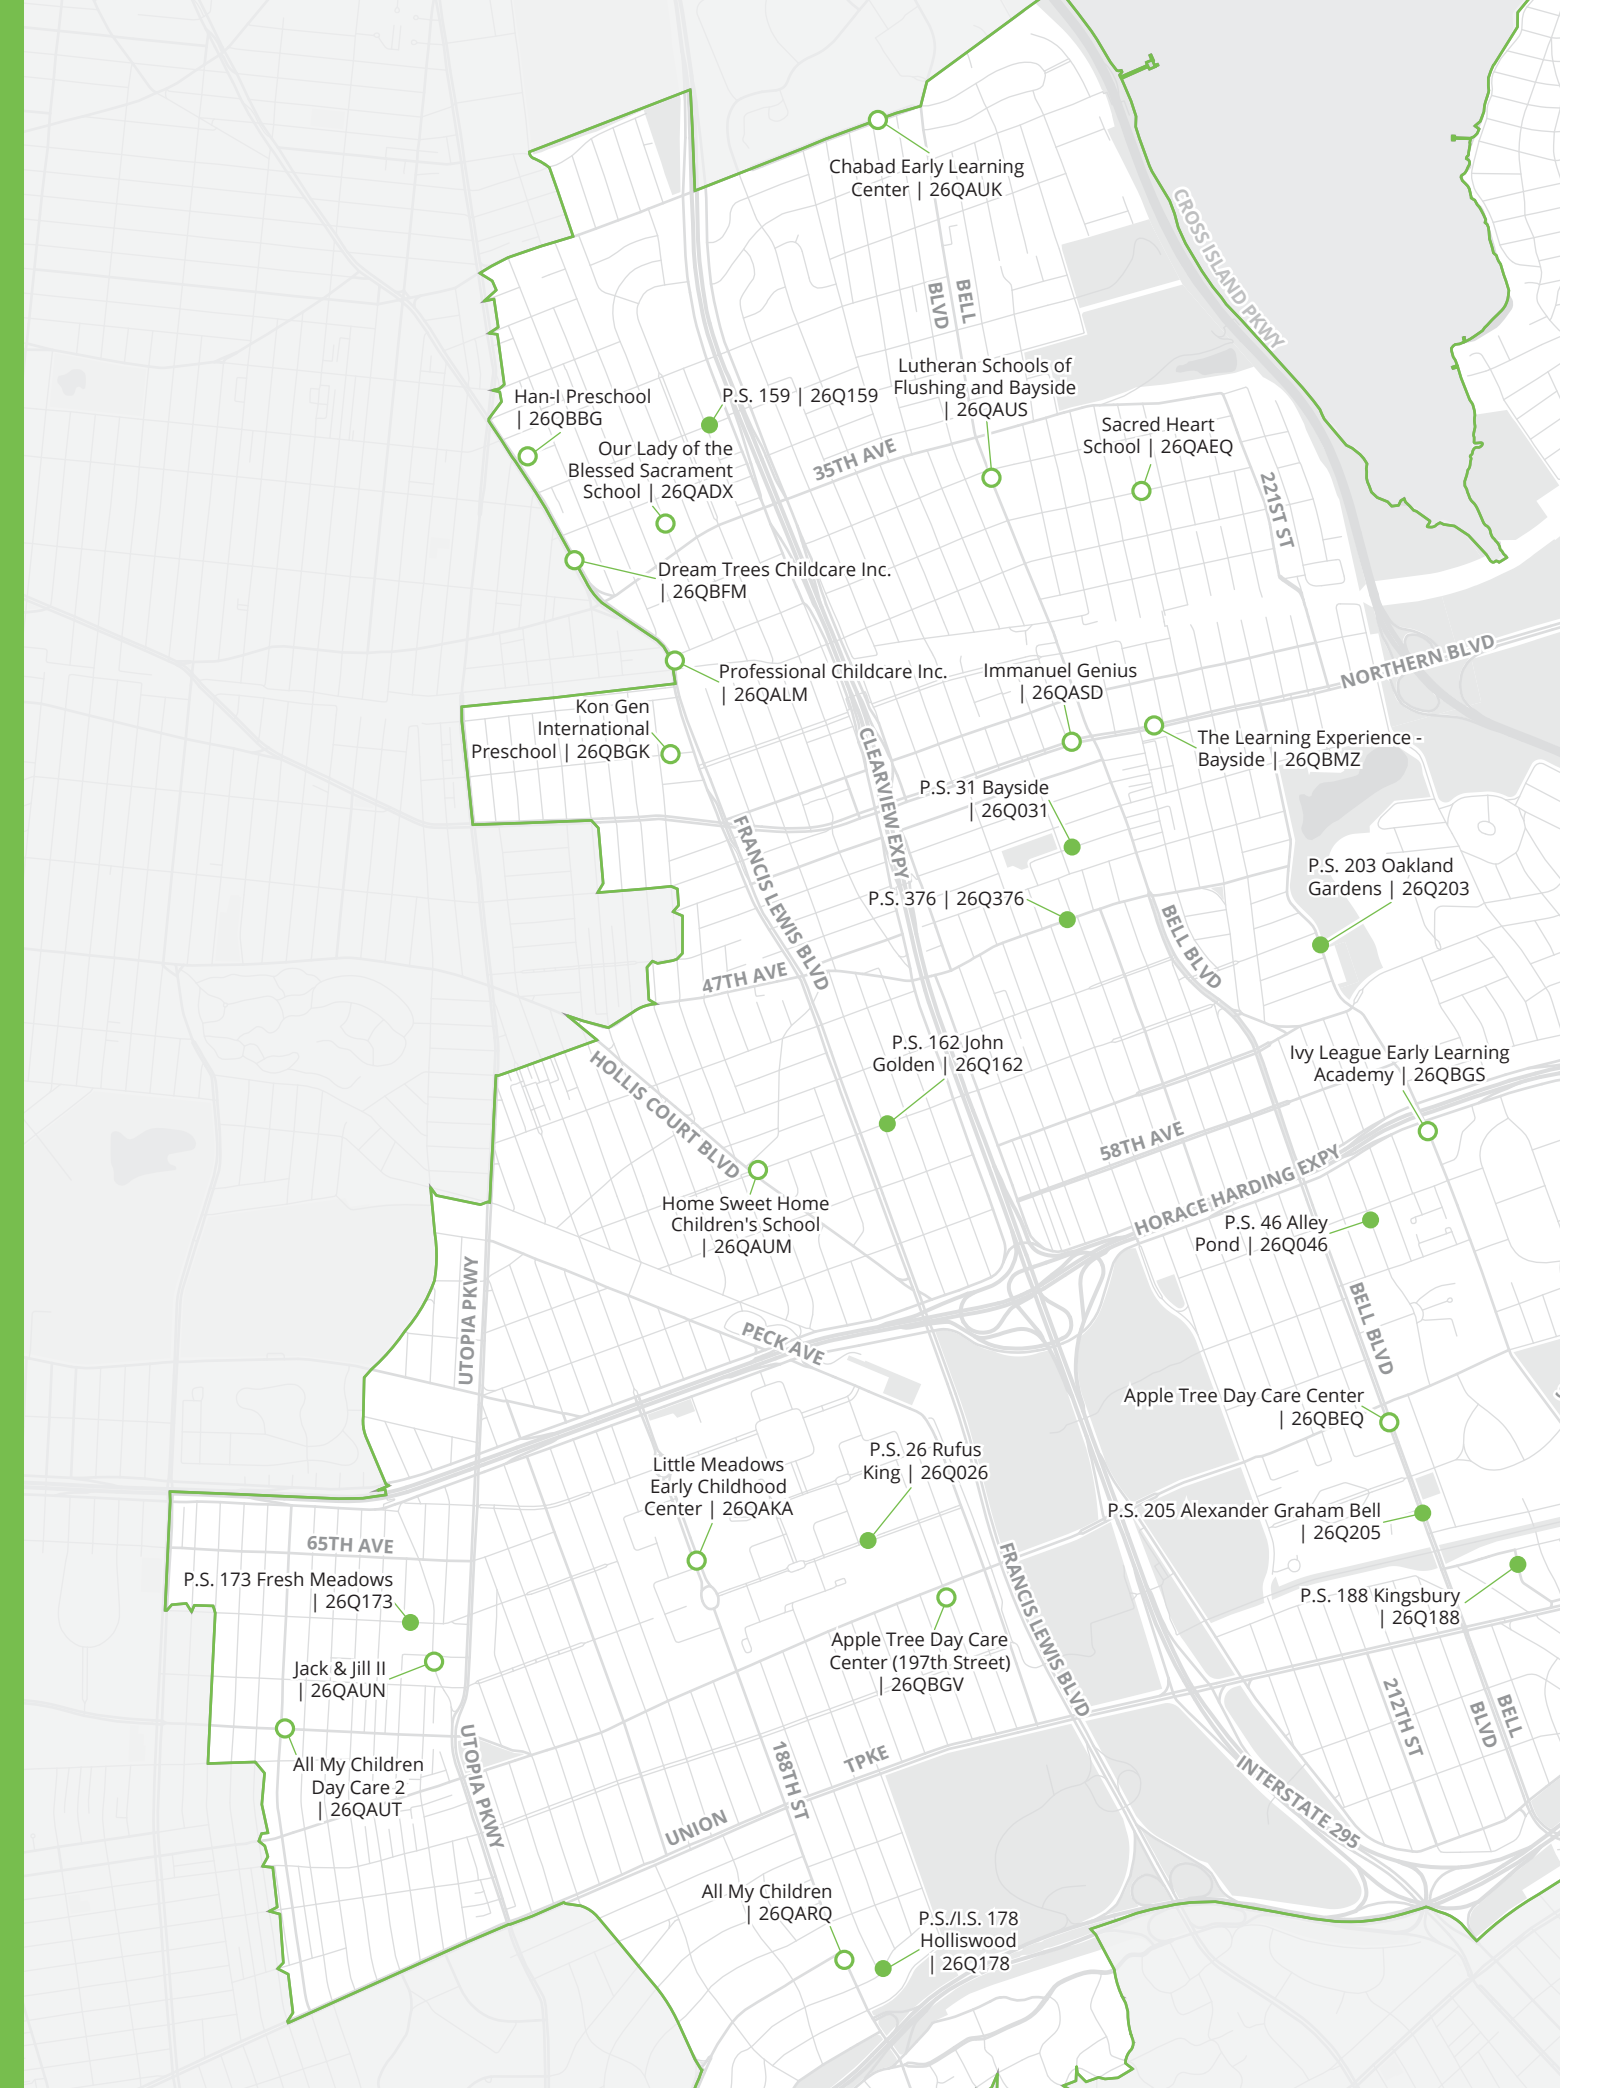 Chabad Early Learning
Center | 26QAUK
CROSS ISLAND PKWY
BELL
BLVD
Lutheran Schools of
Flushing and Bayside
| 26QAUS
Han-I Preschool
| 26QBBG
P.S. 159 | 26Q159
Sacred Heart
School | 26QAEQ
Our Lady of the
Blessed Sacrament
School | 26QADX
35TH AVE
221ST ST
Dream Trees Childcare Inc.
| 26QBFM
Professional Childcare Inc.
| 26QALM
Immanuel Genius
| 26QASD
NORTHERN BLVD
Kon Gen
International
Preschool | 26QBGK
The Learning Experience -
Bayside | 26QBMZ
CLEARVIEW EXPY
P.S. 31 Bayside
| 26Q031
FRANCIS LEWIS BLVD
P.S. 203 Oakland
Gardens | 26Q203
P.S. 376 | 26Q376
BELL BLVD
47TH AVE
P.S. 162 John
Golden | 26Q162
Ivy League Early Learning
Academy | 26QBGS
HOLLIS COURT BLVD
58TH AVE
HORACE HARDING EXPY
Home Sweet Home
Children's School
| 26QAUM
P.S. 46 Alley
Pond | 26Q046
UTOPIA PKWY
BELL BLVD
PECK AVE
Apple Tree Day Care Center
| 26QBEQ
P.S. 26 Rufus
King | 26Q026
Little Meadows
Early Childhood
Center | 26QAKA
P.S. 205 Alexander Graham Bell
| 26Q205
65TH AVE
P.S. 173 Fresh Meadows
| 26Q173
FRANCIS LEWIS BLVD
P.S. 188 Kingsbury
| 26Q188
Apple Tree Day Care
Center (197th Street)
| 26QBGV
Jack & Jill II
| 26QAUN
212TH ST
BELL
BLVD
All My Children
Day Care 2
| 26QAUT
UTOPIA PKWY
188TH ST
TPKE
UNION
INTERSTATE 295
All My Children
| 26QARQ
P.S./I.S. 178
Holliswood
| 26Q178